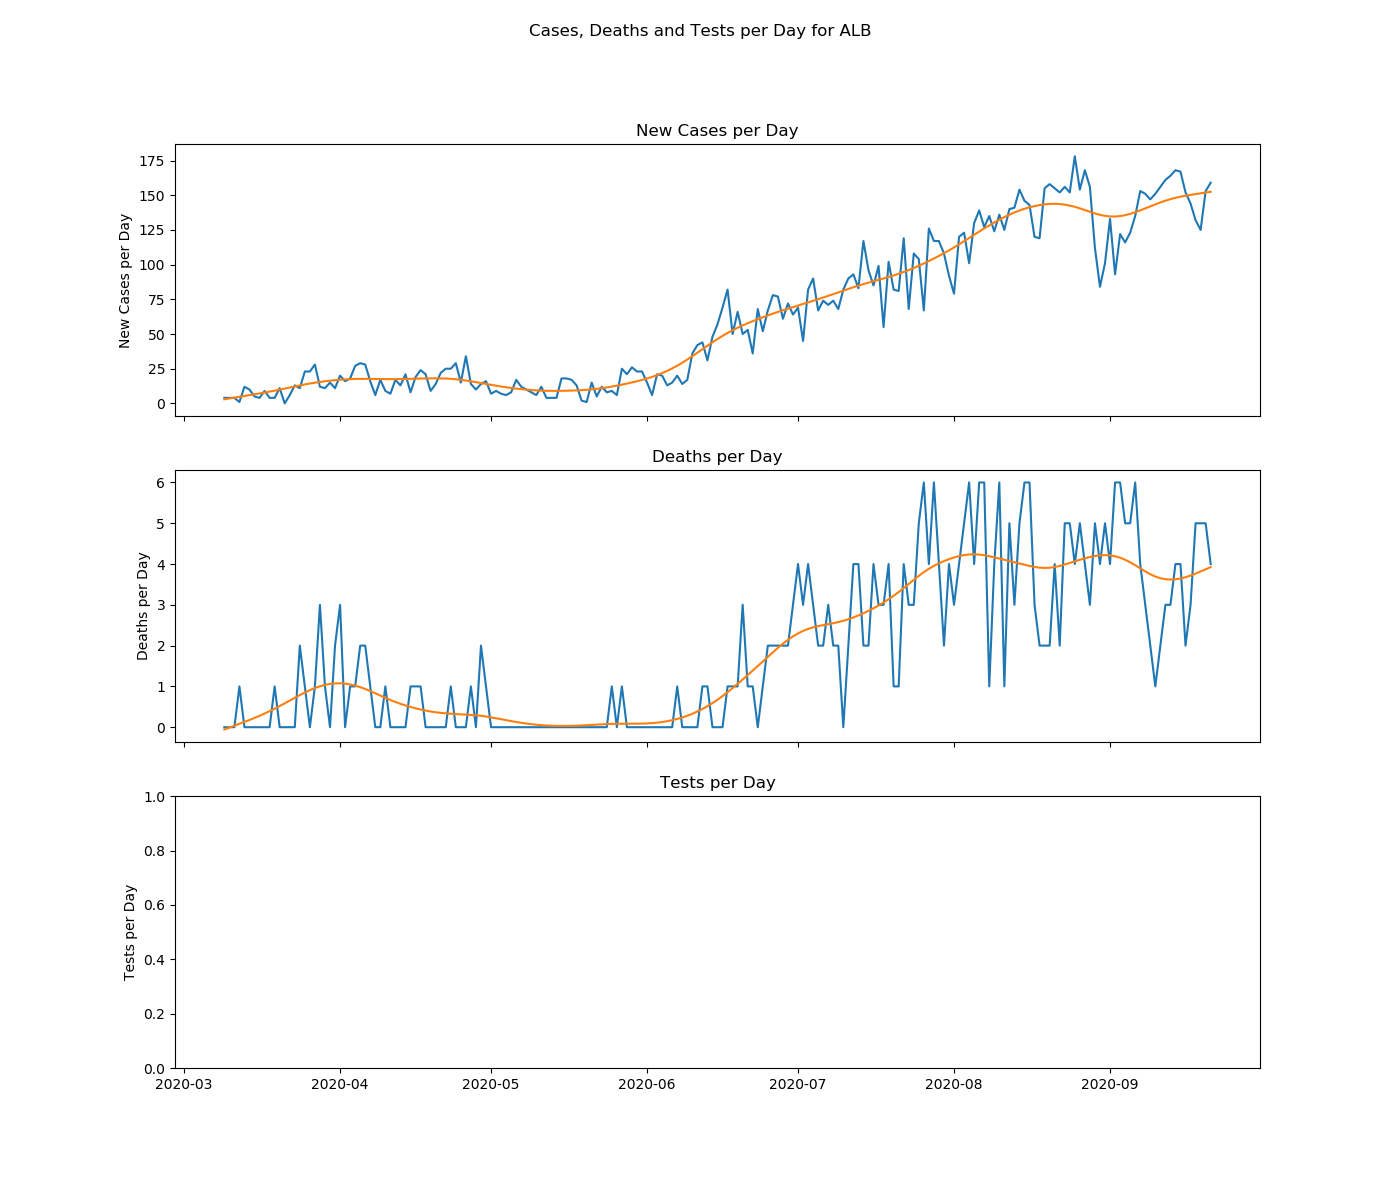 Cases, Deaths and Tests per Day for ALB
New Cases per Day
New Cases per Day
175
150
125
100
75
50
25
0
Deaths per Day
Deaths per Day
6
5
4
3
2
1
0
Tests per Day
Tests per Day
1.0
0.8
0.6
0.4
0.2
0.0
2020-03 2020-04 2020-05 2020-06 2020-07 2020-08 2020-09